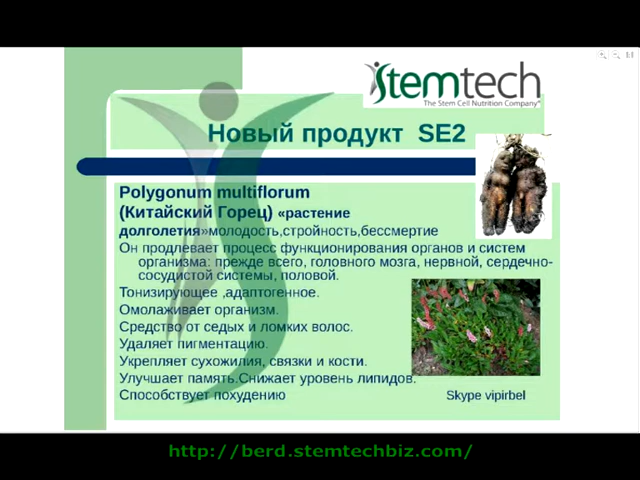 Stemtech
The Stem Cell Nutrition Company
Новый продукт SE2
Polygonum multiflorum
(Китайский Горец) «растение
долголетия»молодость,стройность,бессмертие
Он продлевает процесс функционирования органов и систем
организма: прежде всего, головного мозга, нервной, сердечно-
сосудистой системы, половой.
Тонизирующее ,адаптогенное.
Омолаживает организм.
Средство от седых и ломких волос.
Удаляет пигментацию.
Укрепляет сухожилия, связки и кости.
Улучшает память.Снижает уровень липидов.
Способствует похудению
Skype vipirbel
http://berd.stemtechbiz.com/